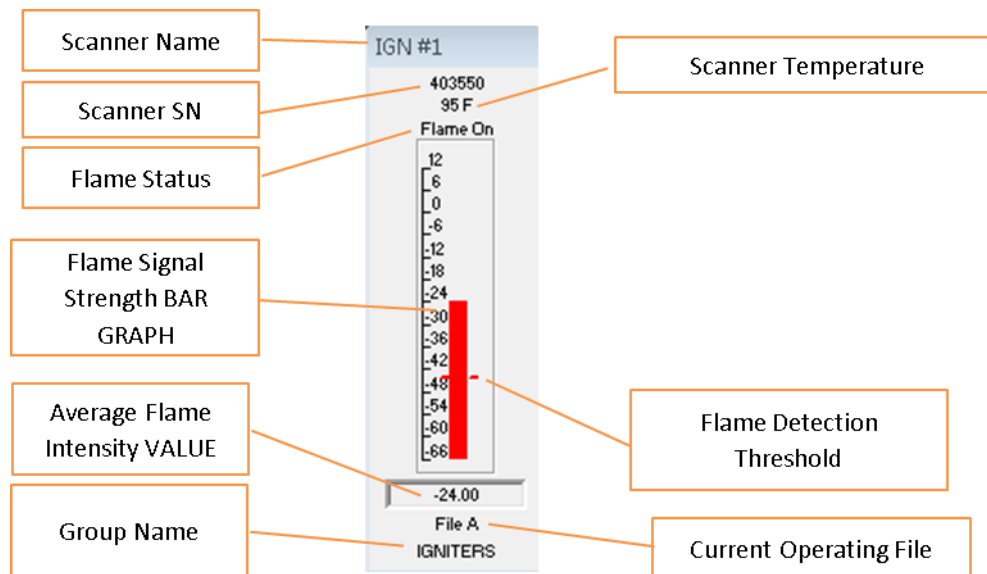 Scanner Name
IGN #1
Scanner Temperature
Scanner SN
403550
95 F
Flame On
Flame Status
12
6
0
-6
-12
-18
-24
-30
-36
-42
-48
-54
-60
-66
Flame Signal
Strength BAR
GRAPH
Average Flame
Intensity VALUE
Flame Detection
Threshold
-24.00
Group Name
File A
IGNITERS
Current Operating File